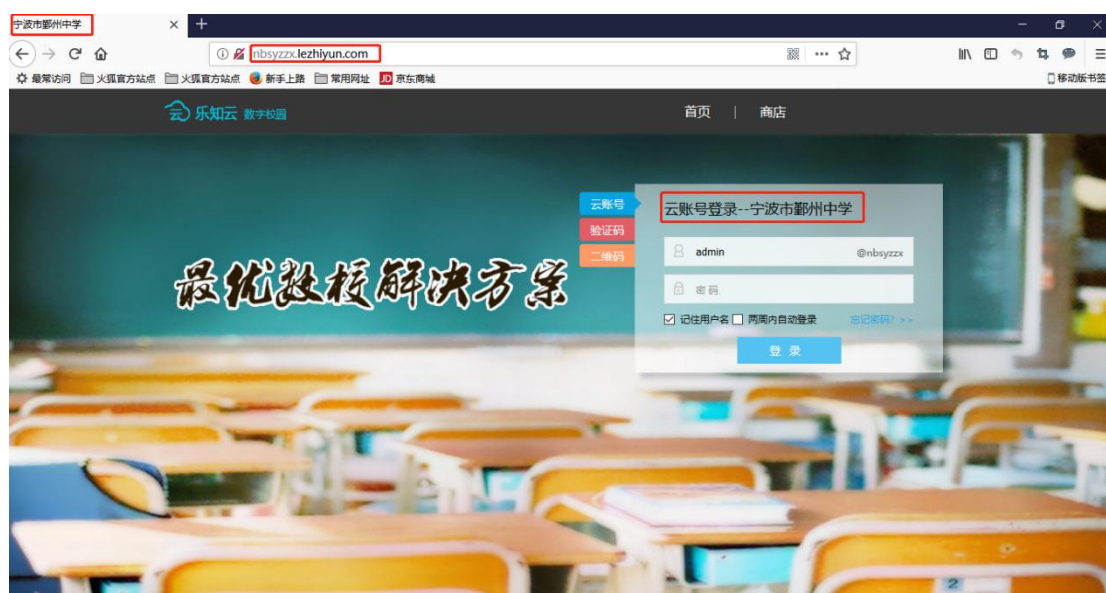 宁波市鄞州中学
nbsyzzx.lezhiyun.com
最常访问 火狐官方站点 火狐官方站点 新手上路 常用网址 JD 京东商城 移动版书签
云 乐知云 数字校园 首页 | 商店
云账号
云账号登录--宁波市鄞州中学
验证码
二维码
admin @nbsyzzx
密码
最优数校解决方案
记住用户名 两周内自动登录 忘记密码? >>
登 录
2